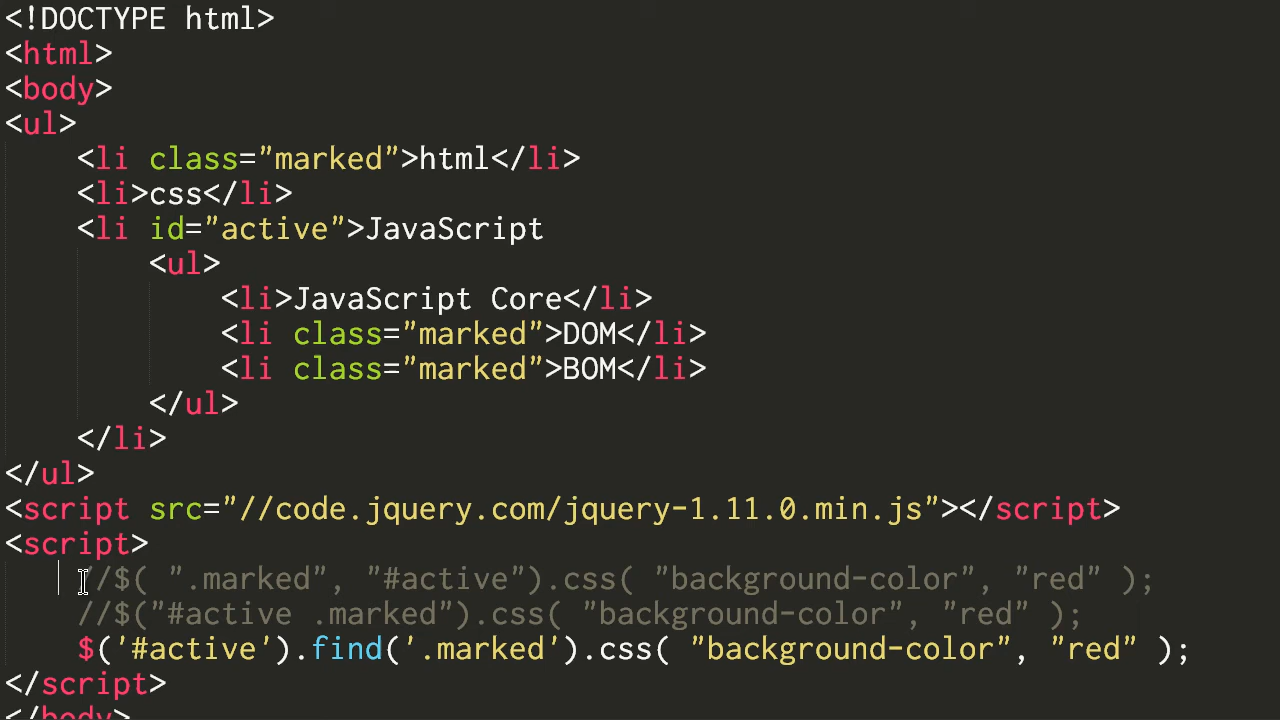 <!DOCTYPE html>
<html>
<body>
<ul>
    <li class="marked">html</li>
    <li>css</li>
    <li id="active">JavaScript
        <ul>
            <li>JavaScript Core</li>
            <li class="marked">DOM</li>
            <li class="marked">BOM</li>
        </ul>
    </li>
</ul>
<script src="//code.jquery.com/jquery-1.11.0.min.js"></script>
<script>
    //$( ".marked", "#active").css( "background-color", "red" );
    //$("#active .marked").css( "background-color", "red" );
    $('#active').find('.marked').css( "background-color", "red" );
</script>
</body>